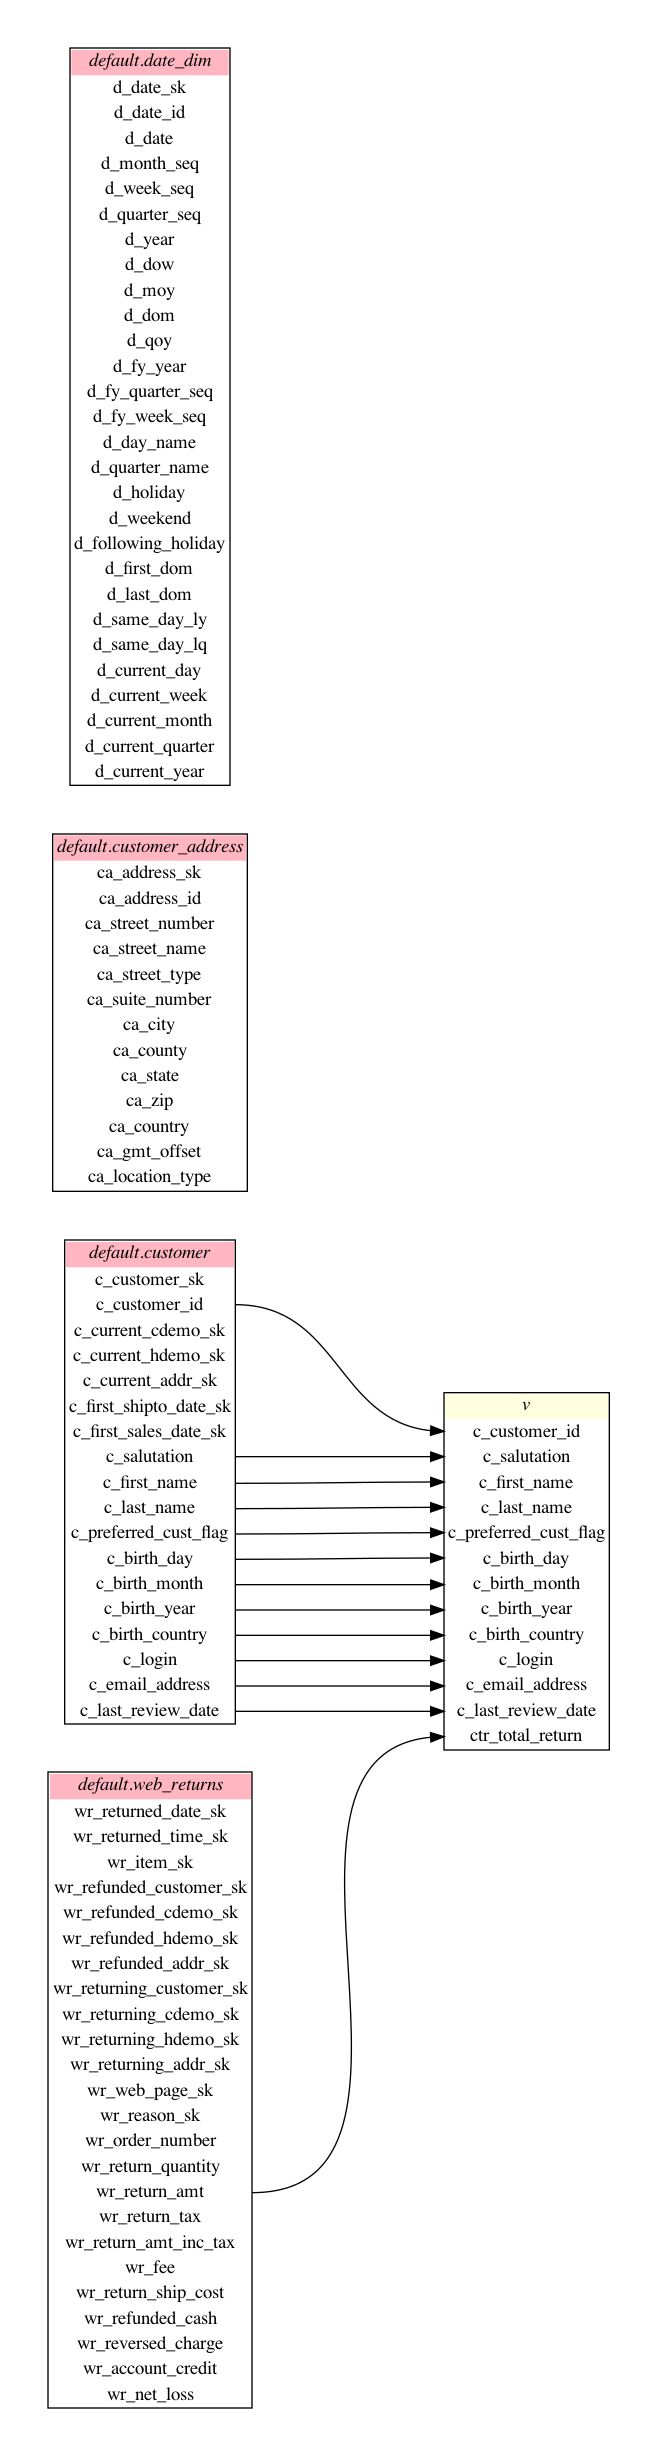 default.date_dim
d_date_sk
d_date_id
d_date
d_month_seq
d_week_seq
d_quarter_seq
d_year
d_dow
d_moy
d_dom
d_qoy
d_fy_year
d_fy_quarter_seq
d_fy_week_seq
d_day_name
d_quarter_name
d_holiday
d_weekend
d_following_holiday
d_first_dom
d_last_dom
d_same_day_ly
d_same_day_lq
d_current_day
d_current_week
d_current_month
d_current_quarter
d_current_year
default.customer_address
ca_address_sk
ca_address_id
ca_street_number
ca_street_name
ca_street_type
ca_suite_number
ca_city
ca_county
ca_state
ca_zip
ca_country
ca_gmt_offset
ca_location_type
default.customer
c_customer_sk
c_customer_id
c_current_cdemo_sk
c_current_hdemo_sk
c_current_addr_sk
c_first_shipto_date_sk
c_first_sales_date_sk
c_salutation
c_first_name
c_last_name
c_preferred_cust_flag
c_birth_day
c_birth_month
c_birth_year
c_birth_country
c_login
c_email_address
c_last_review_date
v
c_customer_id
c_salutation
c_first_name
c_last_name
c_preferred_cust_flag
c_birth_day
c_birth_month
c_birth_year
c_birth_country
c_login
c_email_address
c_last_review_date
ctr_total_return
default.web_returns
wr_returned_date_sk
wr_returned_time_sk
wr_item_sk
wr_refunded_customer_sk
wr_refunded_cdemo_sk
wr_refunded_hdemo_sk
wr_refunded_addr_sk
wr_returning_customer_sk
wr_returning_cdemo_sk
wr_returning_hdemo_sk
wr_returning_addr_sk
wr_web_page_sk
wr_reason_sk
wr_order_number
wr_return_quantity
wr_return_amt
wr_return_tax
wr_return_amt_inc_tax
wr_fee
wr_return_ship_cost
wr_refunded_cash
wr_reversed_charge
wr_account_credit
wr_net_loss